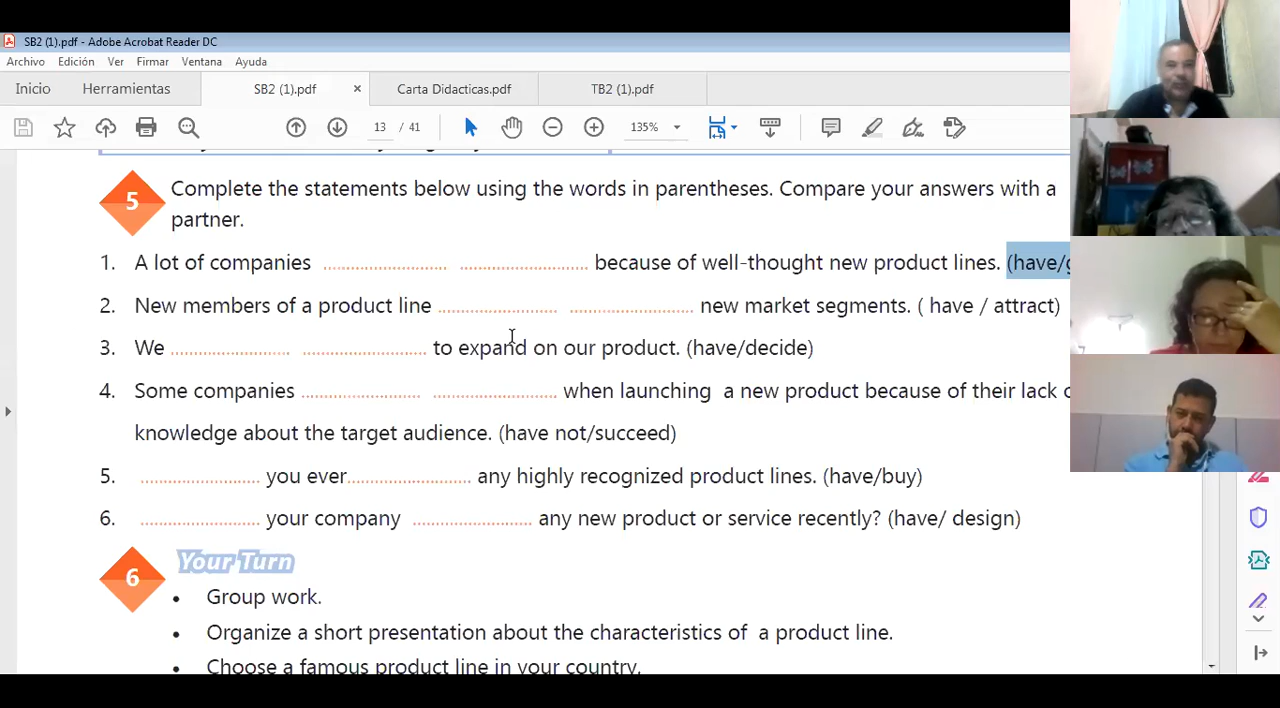 SB2 (1).pdf - Adobe Acrobat Reader DC
Archivo Edición Ver Firmar Ventana Ayuda
Inicio Herramientas SB2 (1).pdf × Carta Didacticas.pdf TB2 (1).pdf
13 / 41 135%
5 Complete the statements below using the words in parentheses. Compare your answers with a
partner.
1. A lot of companies ........................ ........................ because of well-thought new product lines. (have/
2. New members of a product line ........................ ........................ new market segments. ( have / attract)
3. We ........................ ........................ to expand on our product. (have/decide)
4. Some companies ........................ ........................ when launching a new product because of their lack
knowledge about the target audience. (have not/succeed)
5. ........................ you ever........................ any highly recognized product lines. (have/buy)
6. ........................ your company ........................ any new product or service recently? (have/ design)
6 Your Turn
• Group work.
• Organize a short presentation about the characteristics of a product line.
• Choose a famous product line in your country.